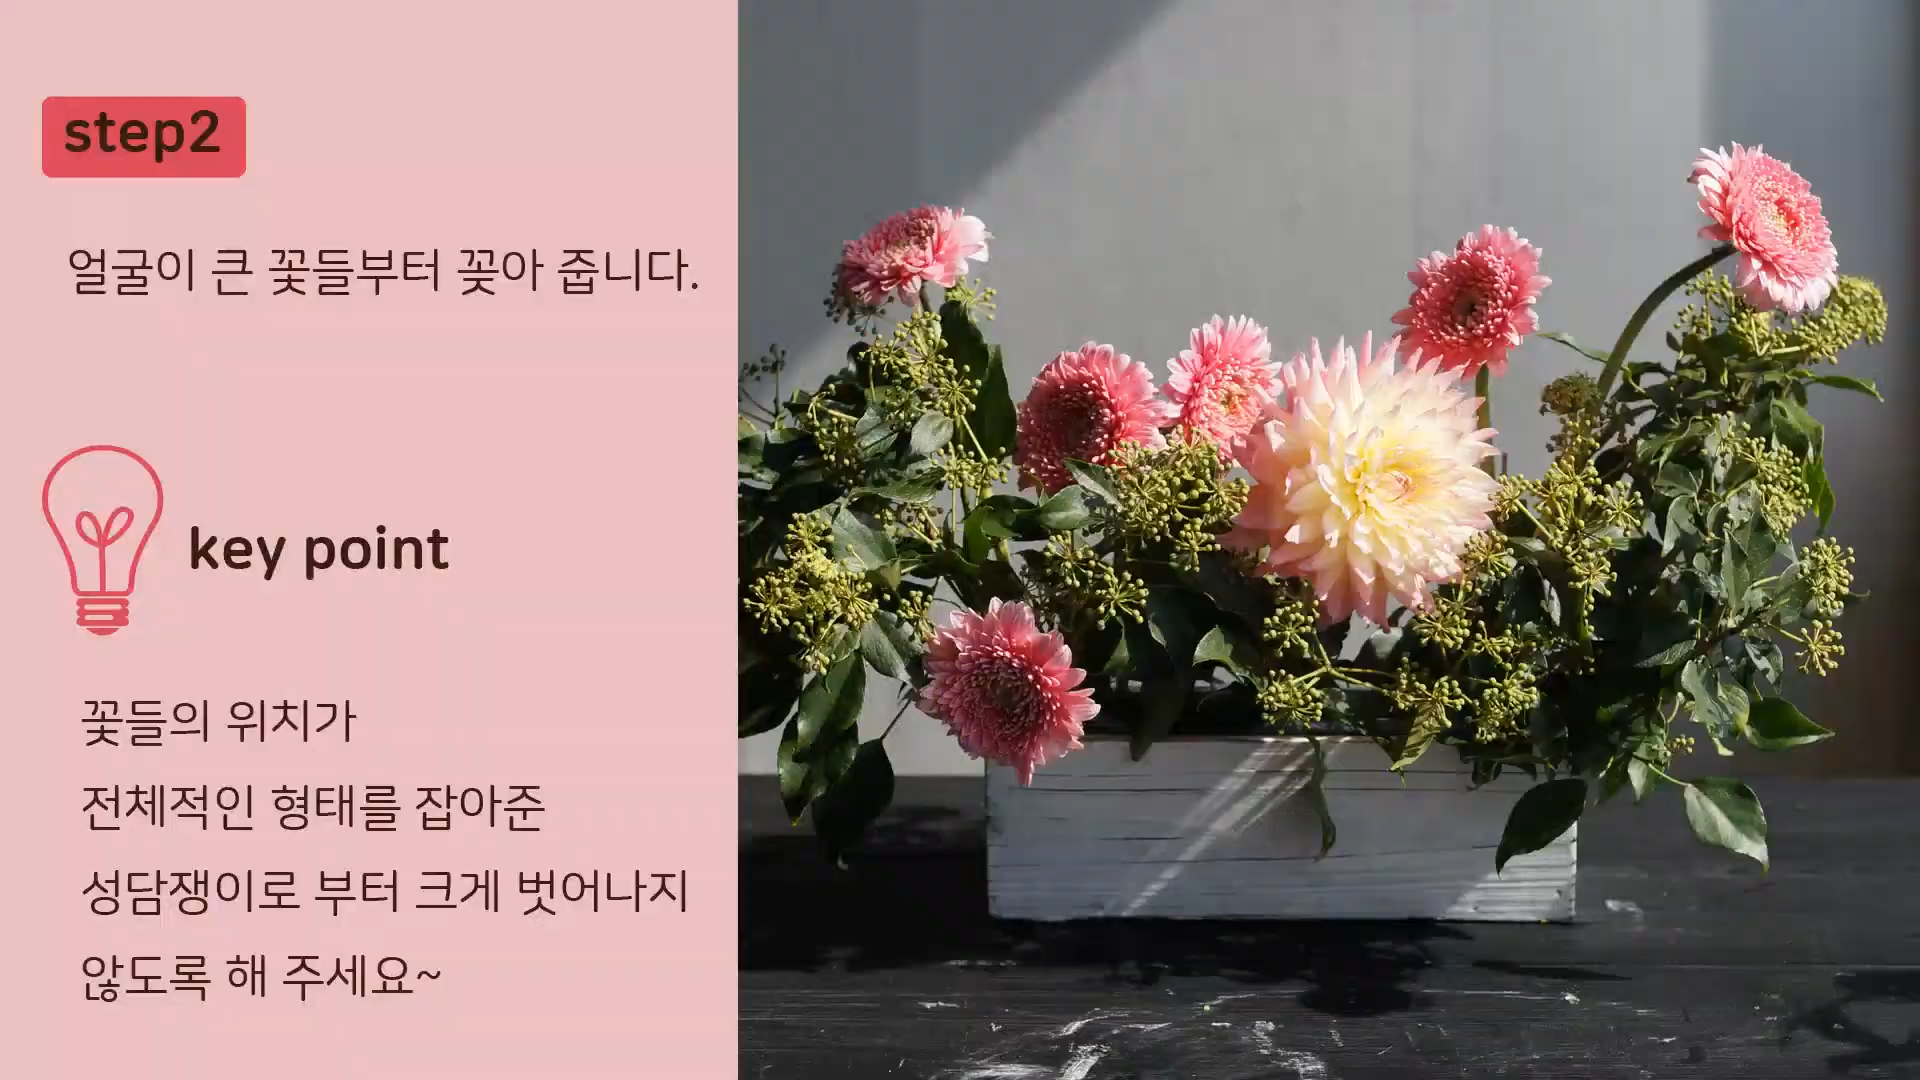 step2
얼굴이 큰 꽃들부터 꽂아 줍니다.
key point
꽃들의 위치가
전체적인 형태를 잡아준
성담쟁이로 부터 크게 벗어나지
않도록 해 주세요~